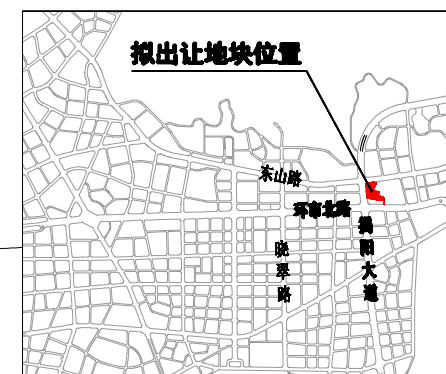 拟出让地块位置
东山路
环市北路
揭阳大道
晓翠路